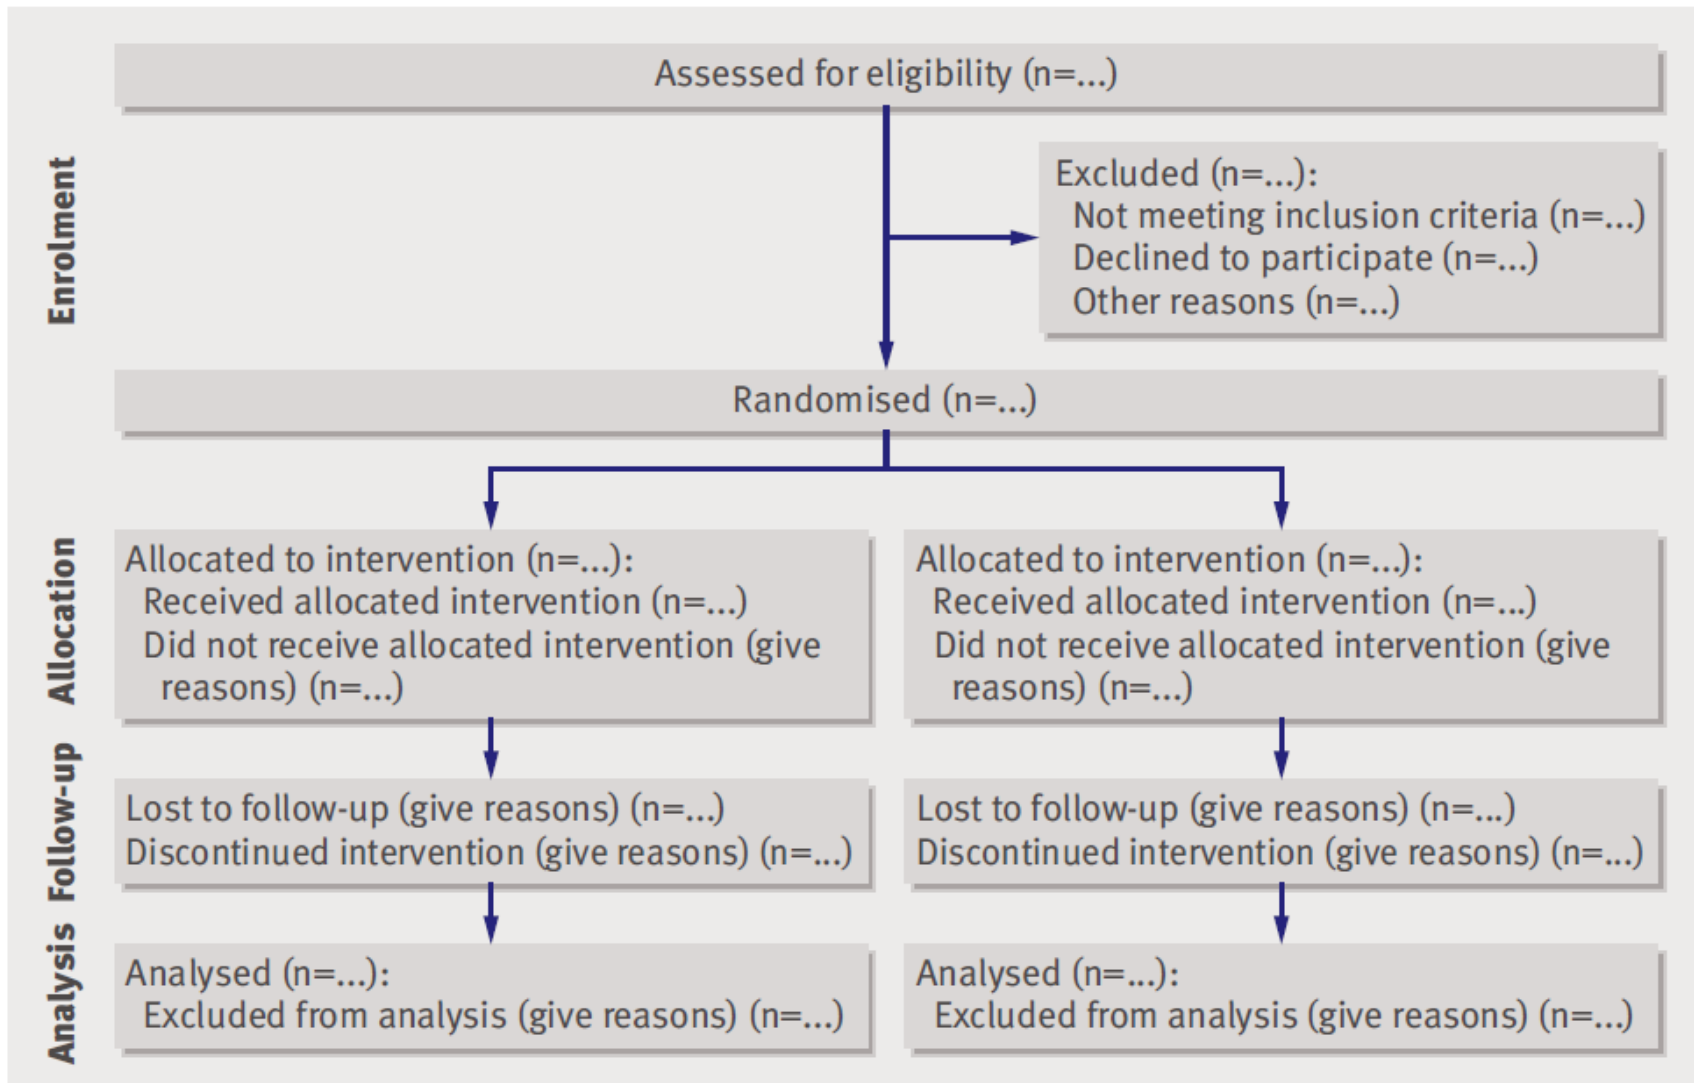 Assessed for eligibility (n=...)
Enrolment
Excluded (n=...):
Not meeting inclusion criteria (n=...)
Declined to participate (n=...)
Other reasons (n=...)
Randomised (n=...)
Allocation
Allocated to intervention (n=...):
Received allocated intervention (n=...)
Did not receive allocated intervention (give
reasons) (n=...)
Allocated to intervention (n=...):
Received allocated intervention (n=...)
Did not receive allocated intervention (give
reasons) (n=...)
Follow-up
Lost to follow-up (give reasons) (n=...)
Discontinued intervention (give reasons) (n=...)
Lost to follow-up (give reasons) (n=...)
Discontinued intervention (give reasons) (n=...)
Analysis
Analysed (n=...):
Excluded from analysis (give reasons) (n=...)
Analysed (n=...):
Excluded from analysis (give reasons) (n=...)